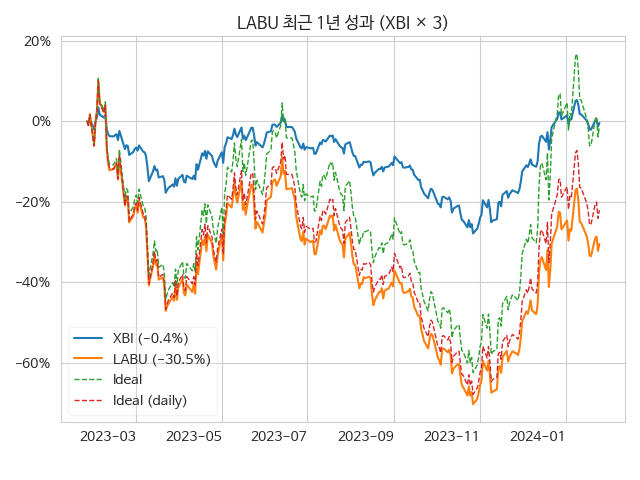 LABU 최근 1년 성과 (XBI × 3)
20%
0%
−20%
−40%
−60%
XBI (−0.4%)
LABU (−30.5%)
Ideal
Ideal (daily)
2023−03 2023−05 2023−07 2023−09 2023−11 2024−01